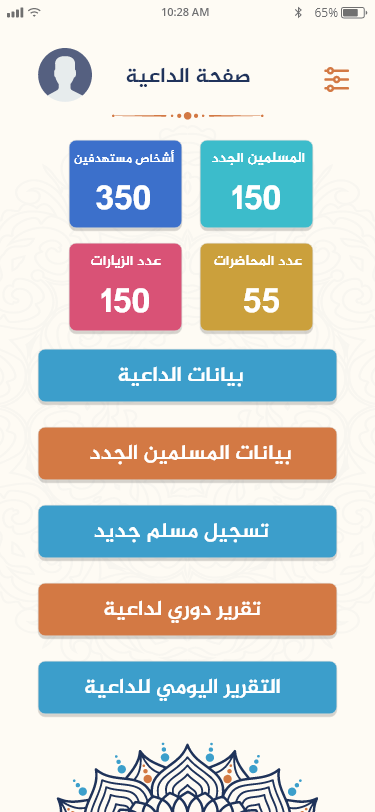 10:28 AM
65%
صفحة الداعية
المسلمين الجدد
150
أشخاص مستهدفين
350
عدد المحاضرات
55
عدد الزيارات
150
بيانات الداعية
بيانات المسلمين الجدد
تسجيل مسلم جديد
تقرير دوري لداعية
التقرير اليومي للداعية